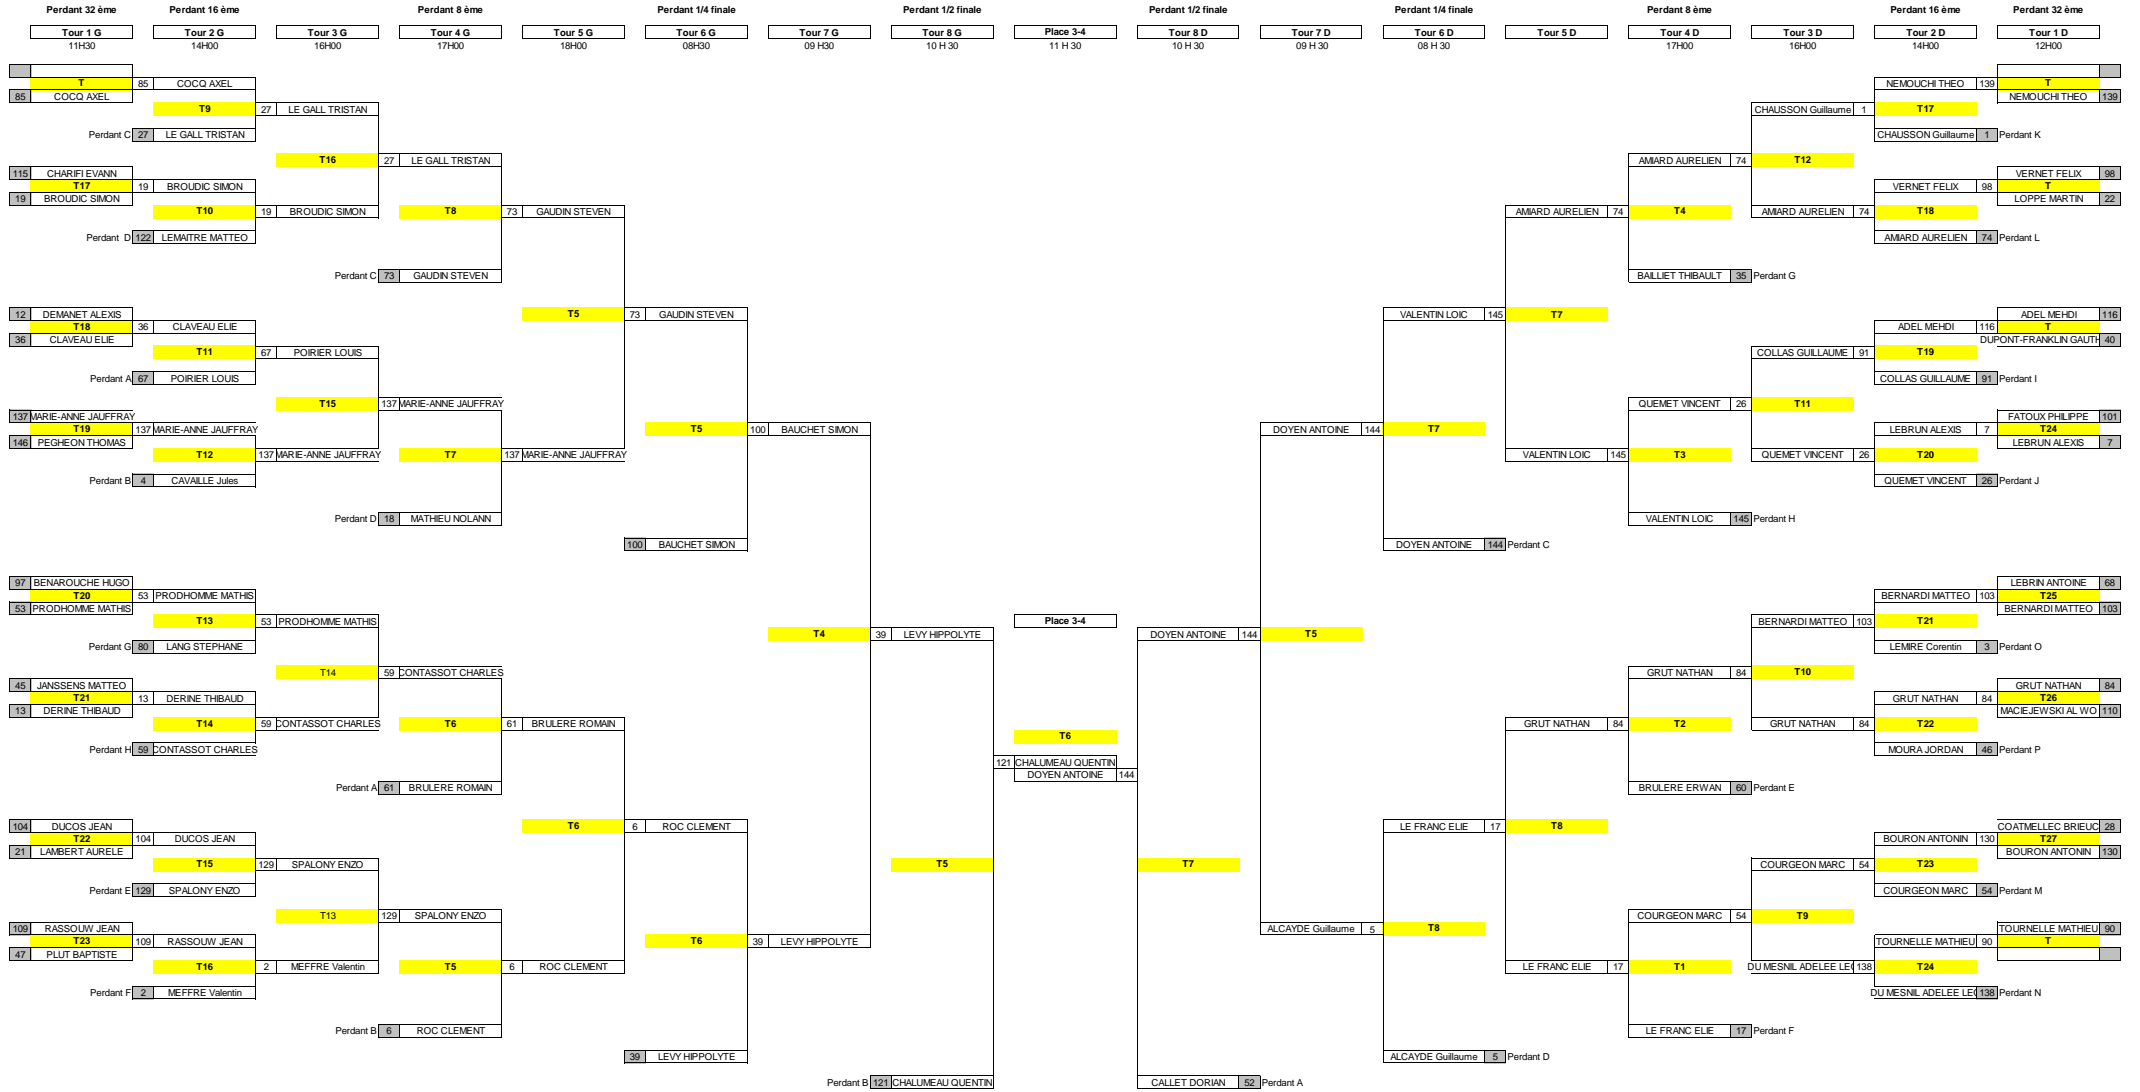 Perdant 32 ème Perdant 16 ème Perdant 8 ème Perdant 1/4 finale Perdant 1/2 finale Perdant 1/2 finale Perdant 1/4 finale Perdant 8 ème Perdant 16 ème Perdant 32 ème
Tour 1 G Tour 2 G Tour 3 G Tour 4 G Tour 5 G Tour 6 G Tour 7 G Tour 8 G Place 3-4 Tour 8 D Tour 7 D Tour 6 D Tour 5 D Tour 4 D Tour 3 D Tour 2 D Tour 1 D
11H30 14H00 16H00 17H00 18H00 08H30 09 H30 10 H 30 11 H 30 10 H 30 09 H 30 08 H 30 17H00 16H00 14H00 12H00
T 85 COCQ AXEL NEMOUCHI THEO 139 T
85 COCQ AXEL NEMOUCHI THEO 139
T9 27 LE GALL TRISTAN CHAUSSON Guillaume 1 T17
Perdant C 27 LE GALL TRISTAN CHAUSSON Guillaume 1 Perdant K
T16 27 LE GALL TRISTAN AMIARD AURELIEN 74 T12
115 CHARIFI EVANN VERNET FELIX 98
T17 19 BROUDIC SIMON VERNET FELIX 98 T
19 BROUDIC SIMON LOPPE MARTIN 22
T10 19 BROUDIC SIMON T8 73 GAUDIN STEVEN AMIARD AURELIEN 74 T4 AMIARD AURELIEN 74 T18
Perdant D 122 LEMAITRE MATTEO AMIARD AURELIEN 74 Perdant L
Perdant C 73 GAUDIN STEVEN BAILLIET THIBAULT 35 Perdant G
12 DEMANET ALEXIS T5 73 GAUDIN STEVEN VALENTIN LOIC 145 T7 ADEL MEHDI 116
T18 36 CLAVEAU ELIE ADEL MEHDI 116 T
36 CLAVEAU ELIE DUPONT-FRANKLIN GAUTH 40
T11 67 POIRIER LOUIS COLLAS GUILLAUME 91 T19
Perdant A 67 POIRIER LOUIS COLLAS GUILLAUME 91 Perdant I
T15 137 MARIE-ANNE JAUFFRAY QUEMET VINCENT 26 T11
137 MARIE-ANNE JAUFFRAY FATOUX PHILIPPE 101
T19 137 MARIE-ANNE JAUFFRAY T5 100 BAUCHET SIMON DOYEN ANTOINE 144 T7 LEBRUN ALEXIS 7 T24
146 PEGHEON THOMAS LEBRUN ALEXIS 7
T12 137 MARIE-ANNE JAUFFRAY T7 137 MARIE-ANNE JAUFFRAY VALENTIN LOIC 145 T3 QUEMET VINCENT 26 T20
Perdant B 4 CAVAILLE Jules QUEMET VINCENT 26 Perdant J
Perdant D 18 MATHIEU NOLANN VALENTIN LOIC 145 Perdant H
100 BAUCHET SIMON DOYEN ANTOINE 144 Perdant C
97 BENAROUCHE HUGO LEBRIN ANTOINE 68
T20 53 PRODHOMME MATHIS BERNARDI MATTEO 103 T25
53 PRODHOMME MATHIS BERNARDI MATTEO 103
T13 53 PRODHOMME MATHIS Place 3-4 BERNARDI MATTEO 103 T21
T4 39 LEVY HIPPOLYTE DOYEN ANTOINE 144 T5
Perdant G 80 LANG STEPHANE LEMIRE Corentin 3 Perdant O
T14 59 CONTASSOT CHARLES GRUT NATHAN 84 T10
45 JANSSENS MATTEO GRUT NATHAN 84
T21 13 DERINE THIBAUD GRUT NATHAN 84 T26
13 DERINE THIBAUD MACIEJEWSKI AL WO 110
T14 59 CONTASSOT CHARLES T6 61 BRULERE ROMAIN GRUT NATHAN 84 T2 GRUT NATHAN 84 T22
T6
Perdant H 59 CONTASSOT CHARLES MOURA JORDAN 46 Perdant P
121 CHALUMEAU QUENTIN
DOYEN ANTOINE 144
Perdant A 61 BRULERE ROMAIN BRULERE ERWAN 60 Perdant E
104 DUCOS JEAN T6 6 ROC CLEMENT LE FRANC ELIE 17 T8 COATMELLEC BRIEUC 28
T22 104 DUCOS JEAN BOURON ANTONIN 130 T27
21 LAMBERT AURELE BOURON ANTONIN 130
T15 129 SPALONY ENZO T5 T7 COURGEON MARC 54 T23
Perdant E 129 SPALONY ENZO COURGEON MARC 54 Perdant M
T13 129 SPALONY ENZO COURGEON MARC 54 T9
109 RASSOUW JEAN ALCAYDE Guillaume 5 T8 TOURNELLE MATHIEU 90
T23 109 RASSOUW JEAN T6 39 LEVY HIPPOLYTE TOURNELLE MATHIEU 90 T
47 PLUT BAPTISTE
T16 2 MEFFRE Valentin T5 6 ROC CLEMENT LE FRANC ELIE 17 T1 DU MESNIL ADELEE LEO 138 T24
Perdant F 2 MEFFRE Valentin DU MESNIL ADELEE LEO 138 Perdant N
Perdant B 6 ROC CLEMENT LE FRANC ELIE 17 Perdant F
39 LEVY HIPPOLYTE ALCAYDE Guillaume 5 Perdant D
Perdant B 121 CHALUMEAU QUENTIN CALLET DORIAN 52 Perdant A